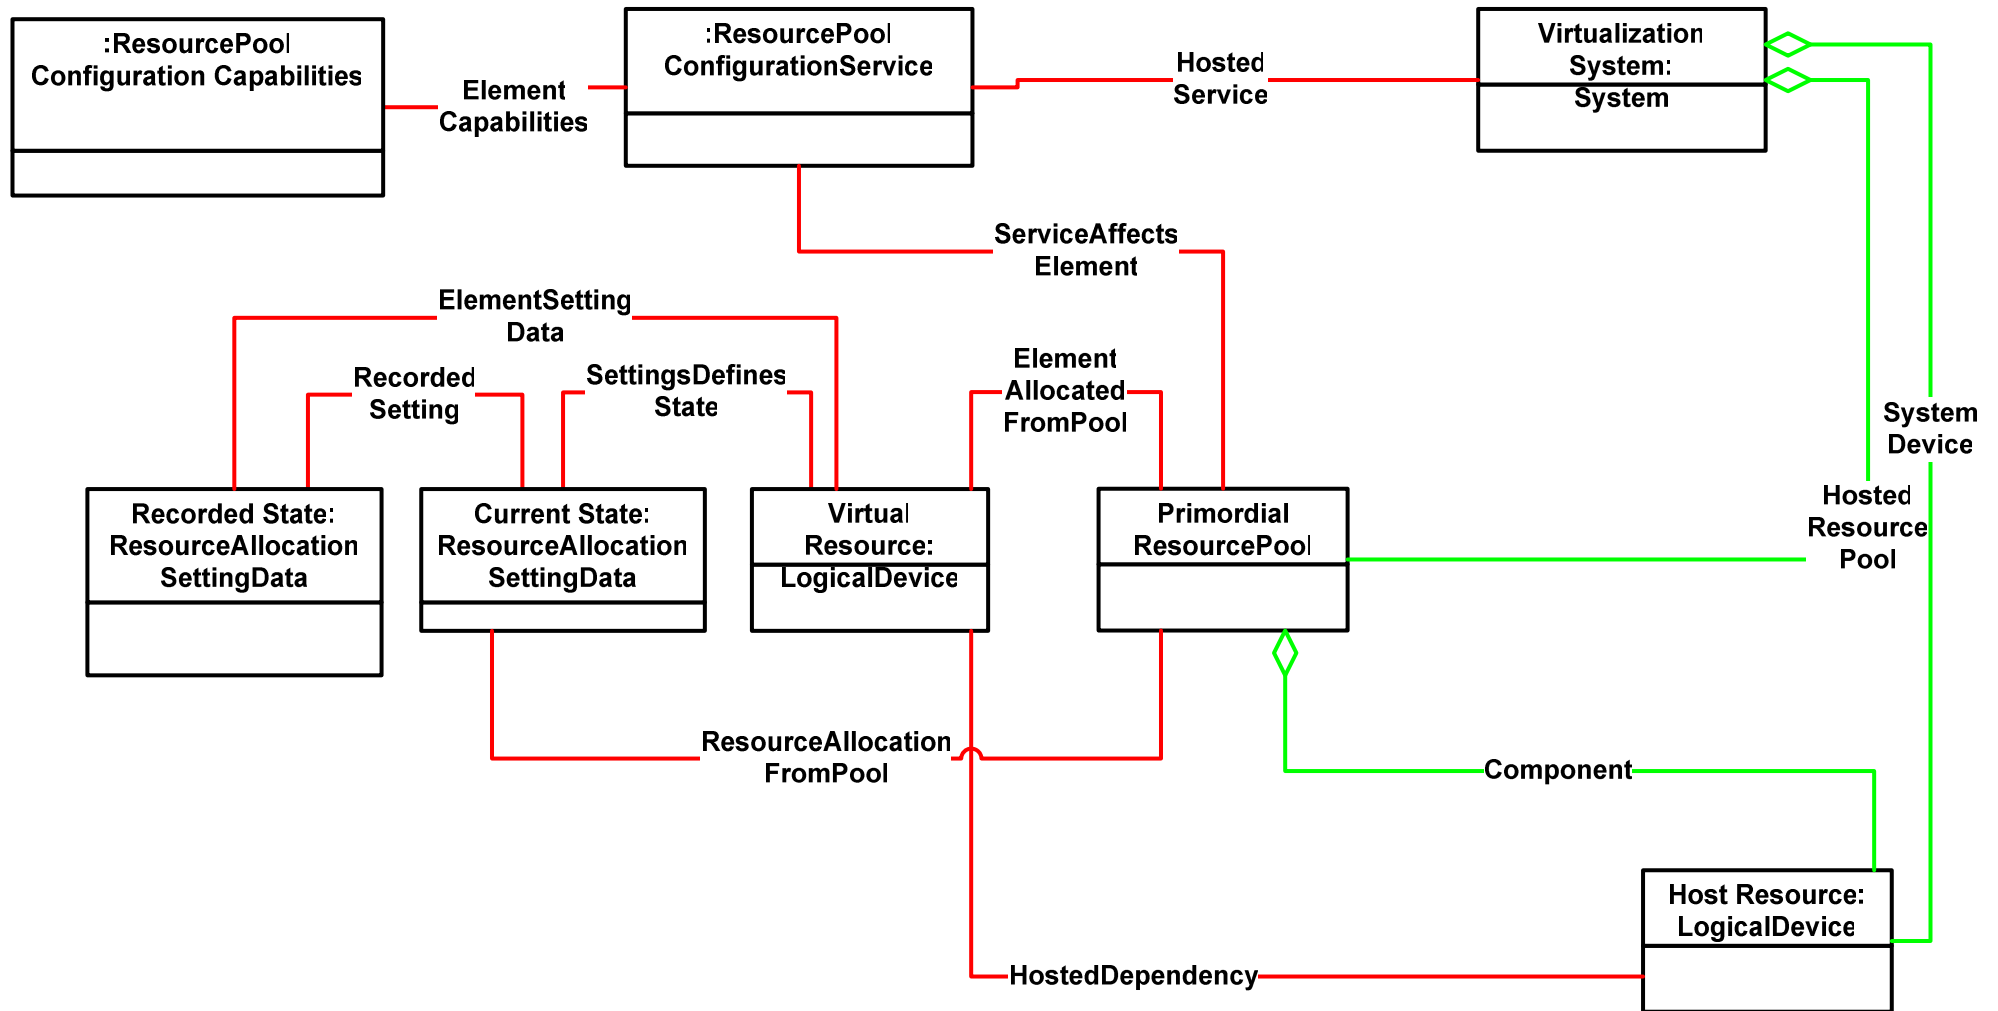 :ResourcePool
Configuration Capabilities
Element
Capabilities
:ResourcePool
ConfigurationService
Hosted
Service
Virtualization
System:
System
ServiceAffects
Element
ElementSetting
Data
Recorded
Setting
SettingsDefines
State
Element
Allocated
FromPool
System
Device
Hosted
Resource
Pool
Recorded State:
ResourceAllocation
SettingData
Current State:
ResourceAllocation
SettingData
Virtual
Resource:
LogicalDevice
Primordial
ResourcePool
ResourceAllocation
FromPool
Component
Host Resource:
LogicalDevice
HostedDependency